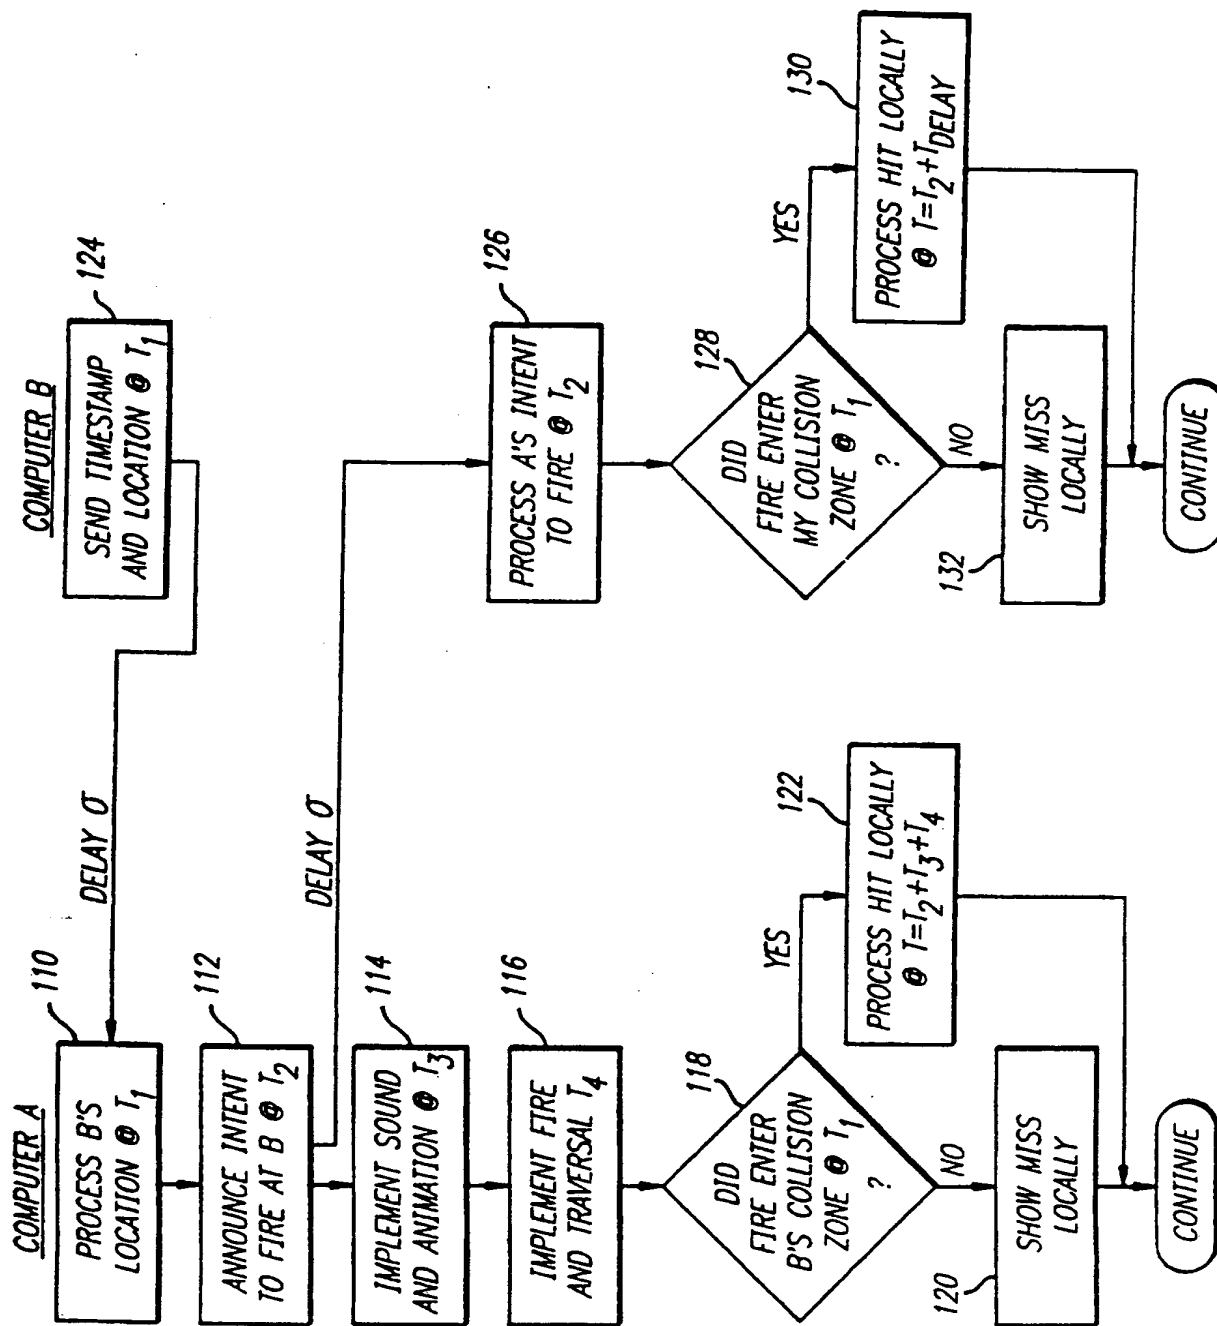 COMPUTER A
110
PROCESS B'S
LOCATION @ T1
DELAY σ
112
ANNOUNCE INTENT
TO FIRE AT B @ T2
DELAY σ
114
IMPLEMENT SOUND
AND ANIMATION @ T3
116
IMPLEMENT FIRE
AND TRAVERSAL T4
118
DID
FIRE ENTER
B'S COLLISION
ZONE @ T1
?
YES
122
PROCESS HIT LOCALLY
@ T=T2+T3+T4
NO
120
SHOW MISS
LOCALLY
CONTINUE
COMPUTER B
124
SEND TIMESTAMP
AND LOCATION @ T1
126
PROCESS A'S INTENT
TO FIRE @ T2
128
DID
FIRE ENTER
MY COLLISION
ZONE @ T1
?
YES
130
PROCESS HIT LOCALLY
@ T=T2+TDELAY
NO
132
SHOW MISS
LOCALLY
CONTINUE